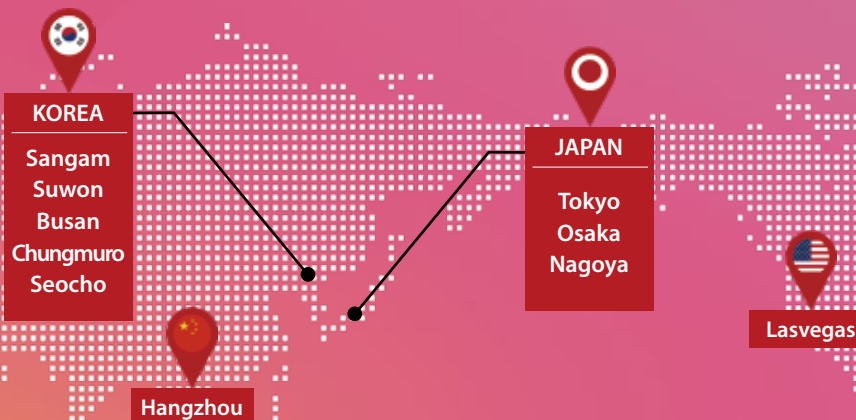 KOREA
Sangam
Suwon
Busan
Chungmuro
Seocho
JAPAN
Tokyo
Osaka
Nagoya
Lasvegas
Hangzhou